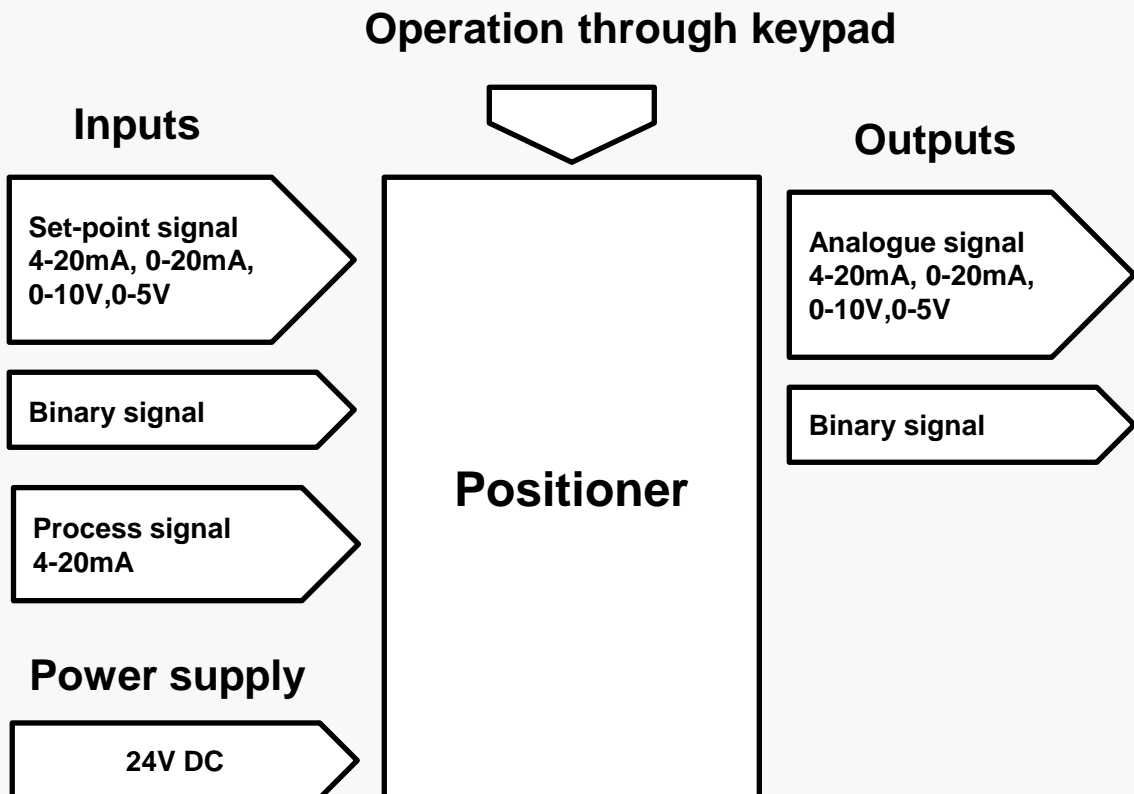 Operation through keypad
Inputs
Outputs
Set-point signal
4-20mA, 0-20mA,
0-10V,0-5V
Analogue signal
4-20mA, 0-20mA,
0-10V,0-5V
Binary signal
Binary signal
Positioner
Process signal
4-20mA
Power supply
24V DC